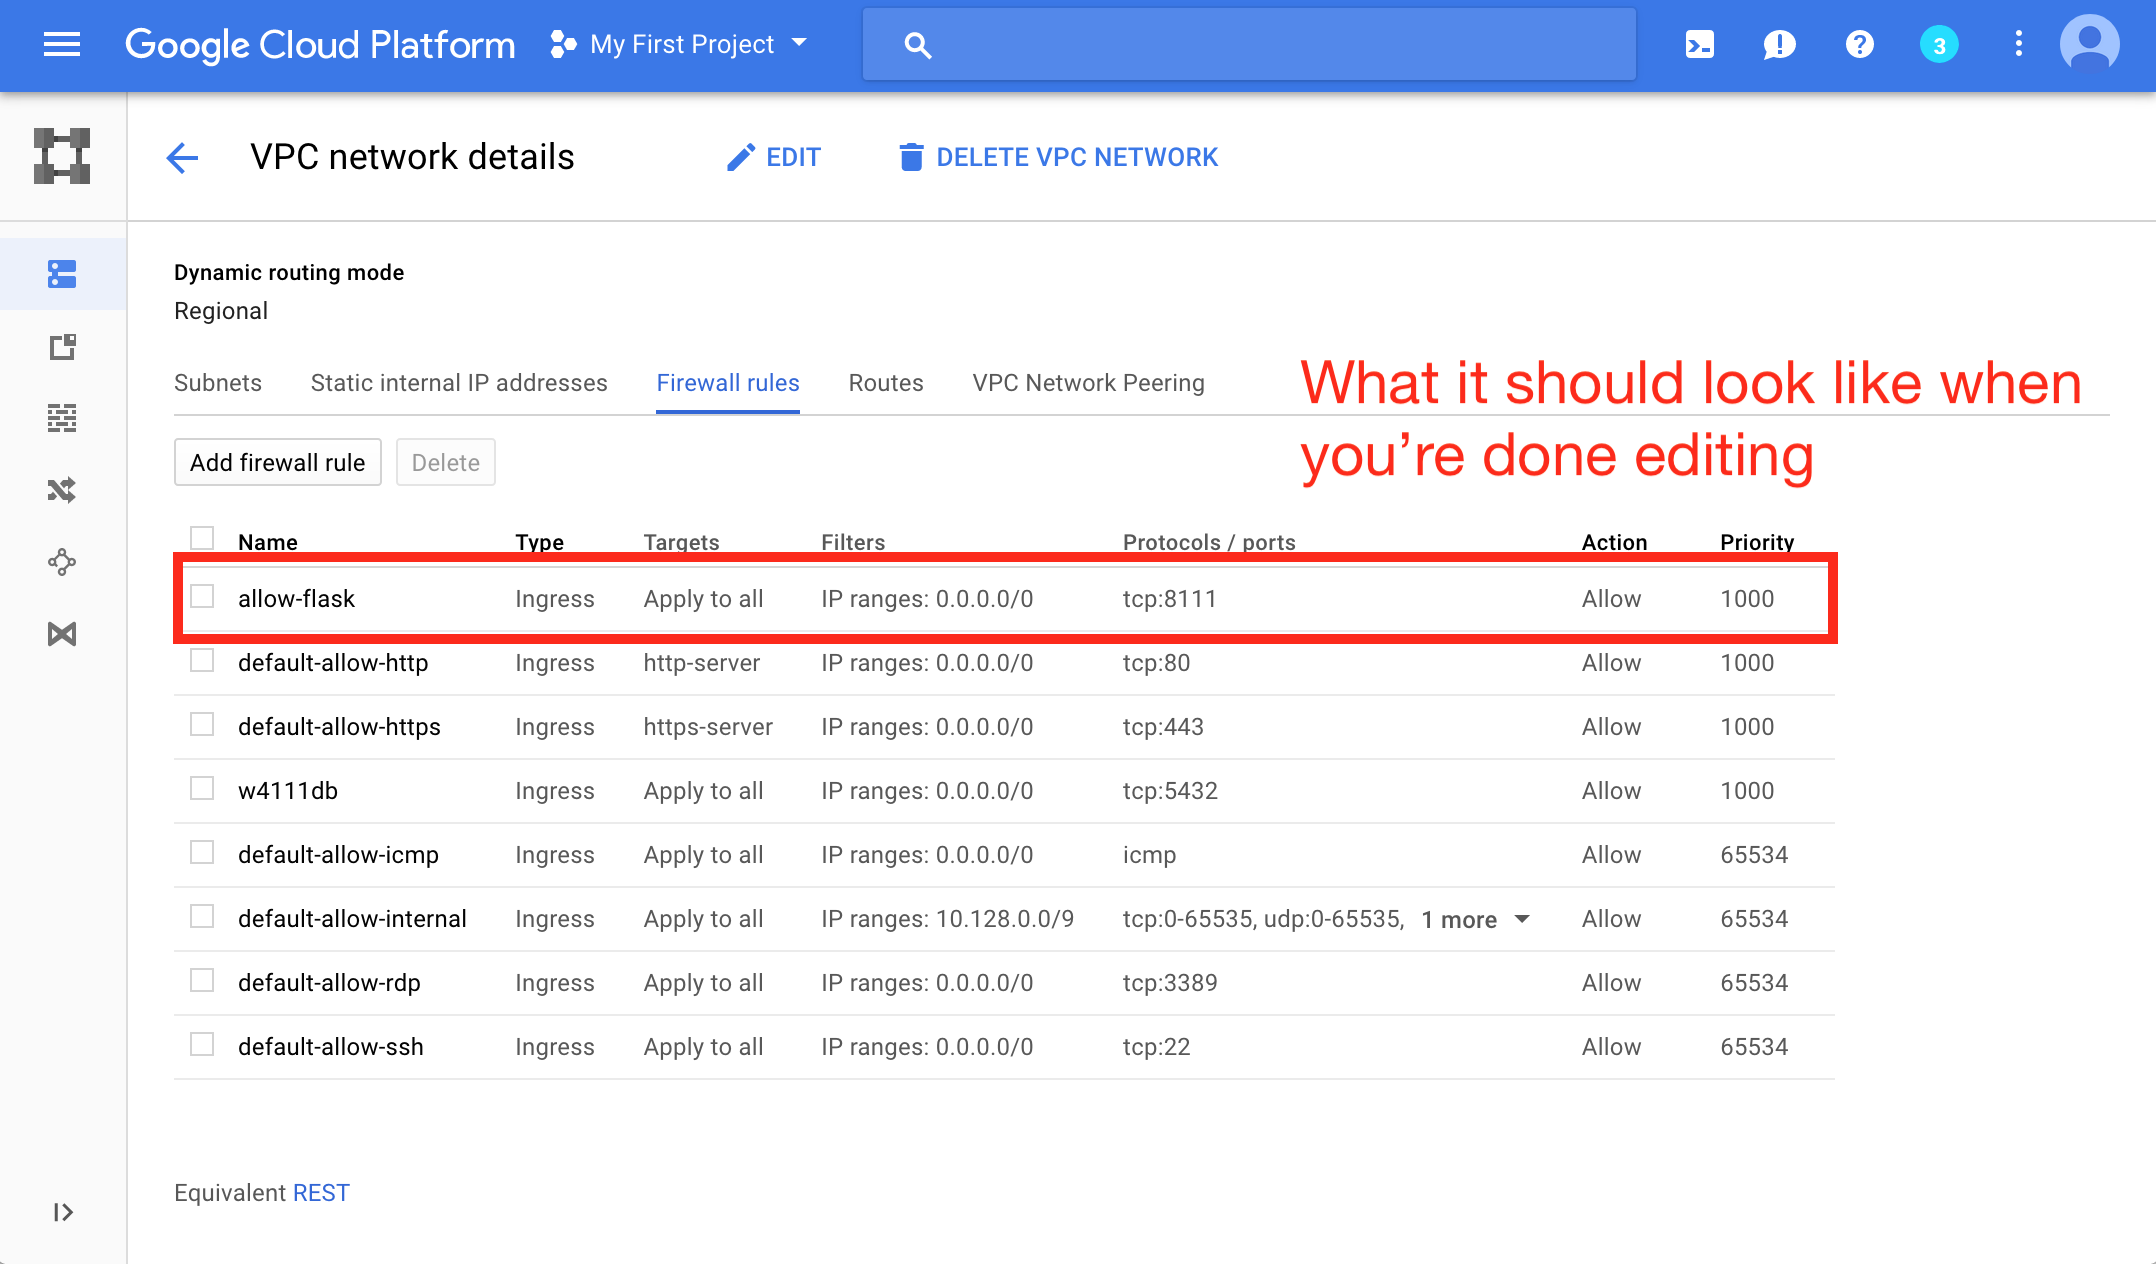 Google Cloud Platform My First Project 3
VPC network details EDIT DELETE VPC NETWORK
Dynamic routing mode
Regional
Subnets Static internal IP addresses Firewall rules Routes VPC Network Peering
What it should look like when
you’re done editing
Add firewall rule Delete
Name Type Targets Filters Protocols / ports Action Priority
allow-flask Ingress Apply to all IP ranges: 0.0.0.0/0 tcp:8111 Allow 1000
default-allow-http Ingress http-server IP ranges: 0.0.0.0/0 tcp:80 Allow 1000
default-allow-https Ingress https-server IP ranges: 0.0.0.0/0 tcp:443 Allow 1000
w4111db Ingress Apply to all IP ranges: 0.0.0.0/0 tcp:5432 Allow 1000
default-allow-icmp Ingress Apply to all IP ranges: 0.0.0.0/0 icmp Allow 65534
default-allow-internal Ingress Apply to all IP ranges: 10.128.0.0/9 tcp:0-65535, udp:0-65535, 1 more Allow 65534
default-allow-rdp Ingress Apply to all IP ranges: 0.0.0.0/0 tcp:3389 Allow 65534
default-allow-ssh Ingress Apply to all IP ranges: 0.0.0.0/0 tcp:22 Allow 65534
Equivalent REST